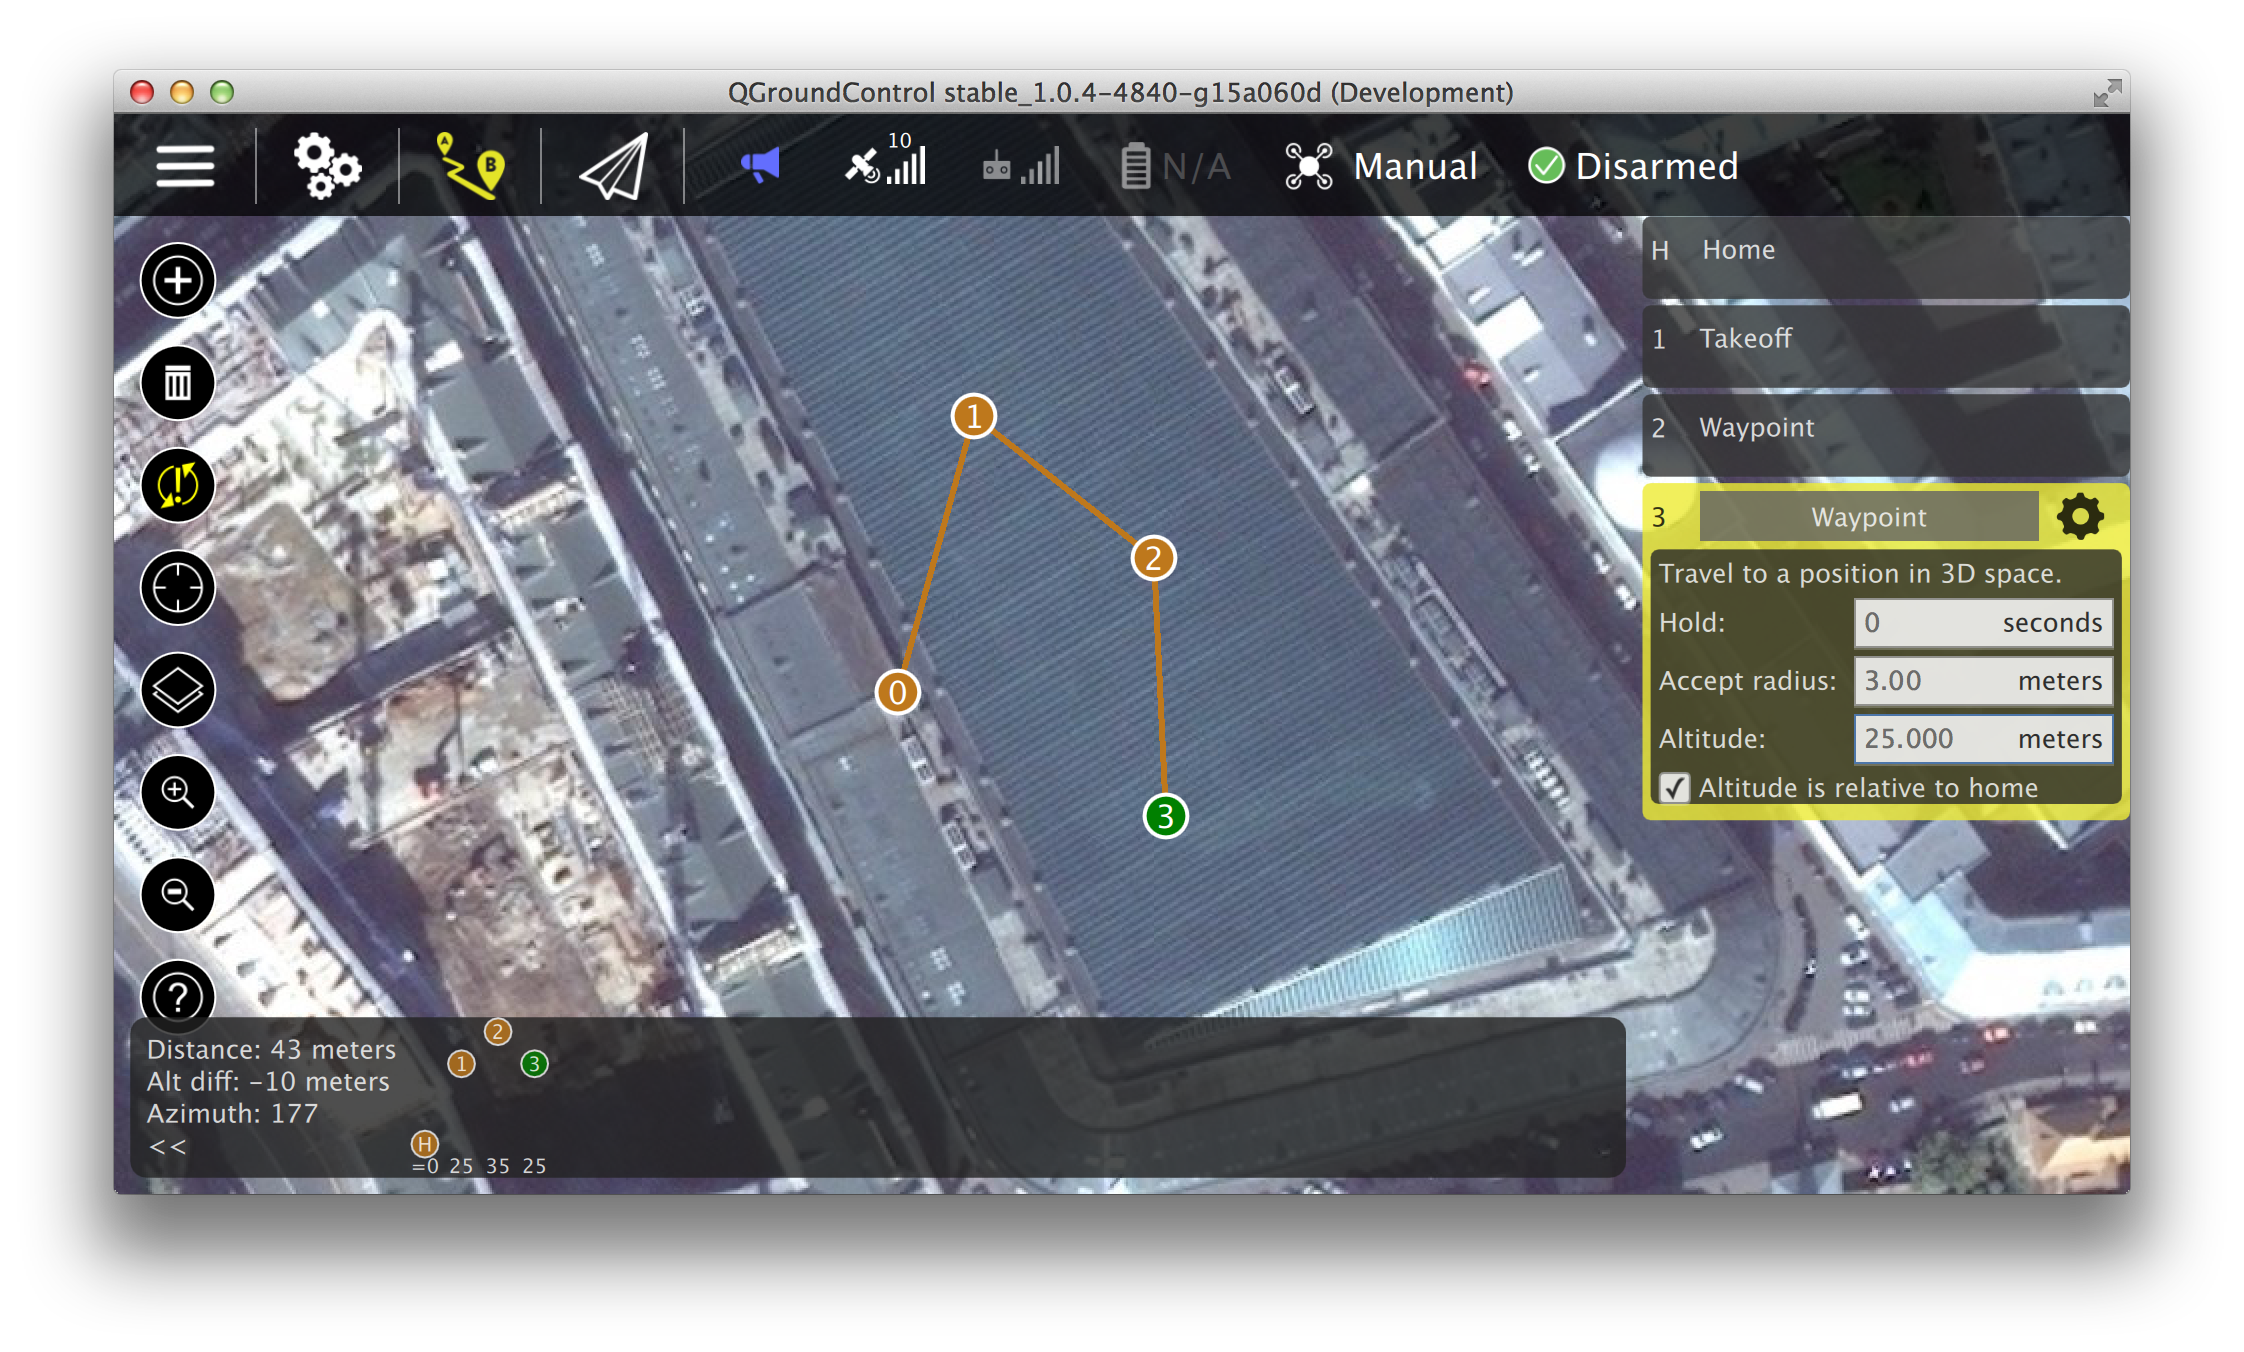 QGroundControl stable_1.0.4-4840-g15a060d (Development)
A B 10 N/A Manual Disarmed
H Home
1 Takeoff
2 Waypoint
3 Waypoint
Travel to a position in 3D space.
Hold: 0 seconds
Accept radius: 3.00 meters
Altitude: 25.000 meters
Altitude is relative to home
1
2
0
3
?
Distance: 43 meters
Alt diff: -10 meters
Azimuth: 177
<<
2
1 3
H
=0 25 35 25